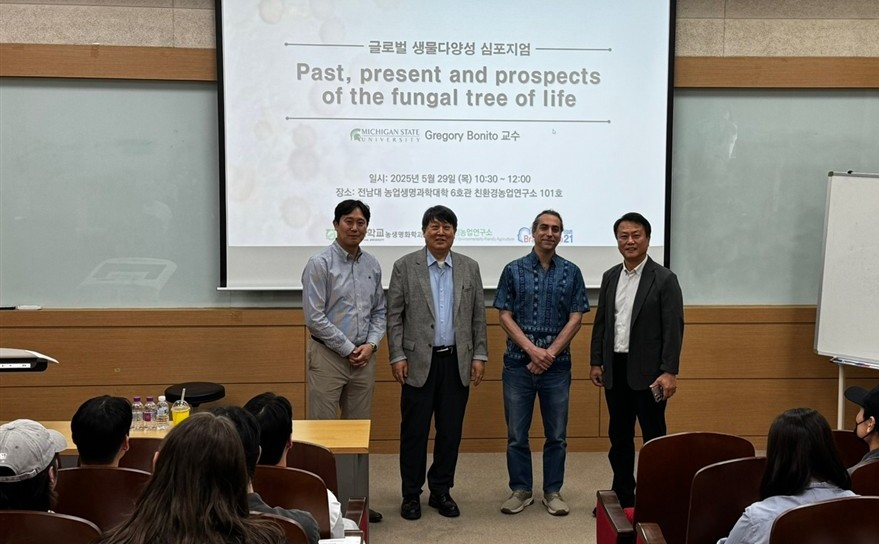 글로벌 생물다양성 심포지엄
Past, present and prospects
of the fungal tree of life
MICHIGAN STATE
UNIVERSITY
Gregory Bonito 교수
일시: 2025년 5월 29일 (목) 10:30 ~ 12:00
장소: 전남대 농업생명과학대학 6호관 친환경농업연구소 101호
학교 농생명화학
농업연구소
21